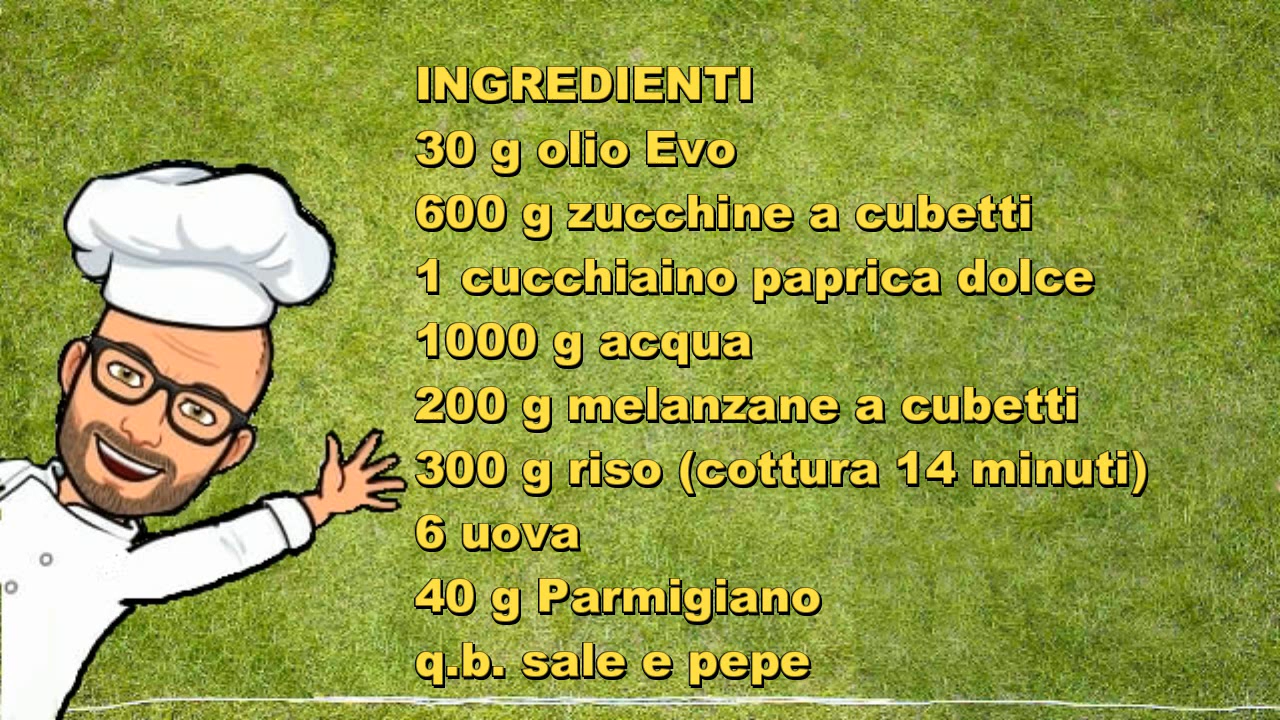 INGREDIENTI
30 g olio Evo
600 g zucchine a cubetti
1 cucchiaino paprica dolce
1000 g acqua
200 g melanzane a cubetti
300 g riso (cottura 14 minuti)
6 uova
40 g Parmigiano
q.b. sale e pepe